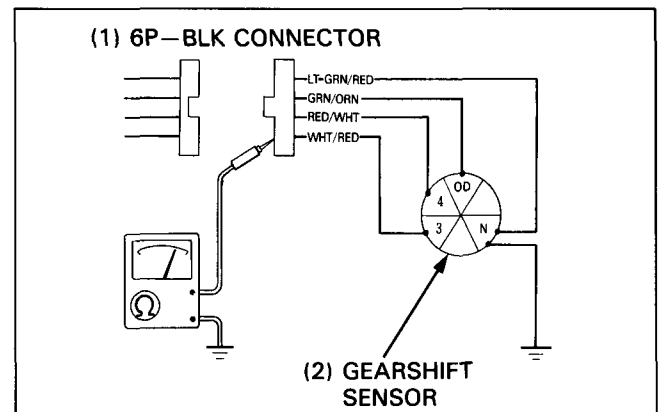 (1) 6P—BLK CONNECTOR
LT-GRN/RED
GRN/ORN
RED/WHT
WHT/RED
OD
4
3
N
Ω
(2) GEARSHIFT
SENSOR